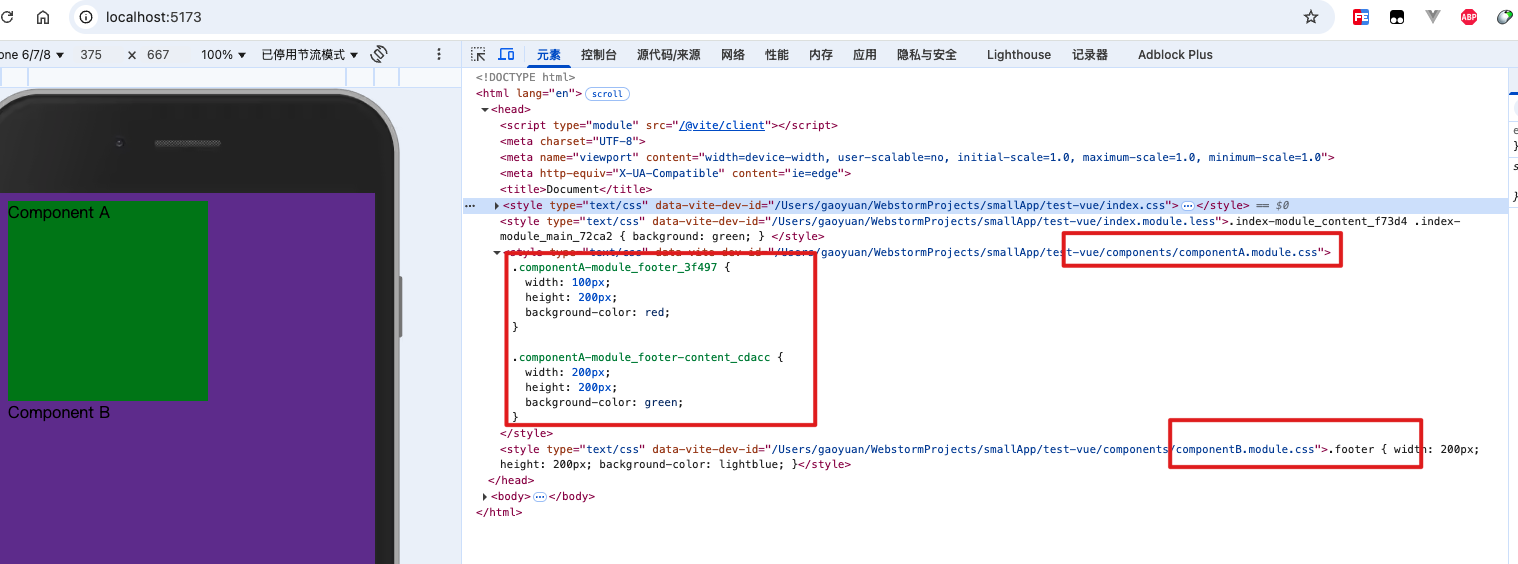 localhost:5173
FE
ABP
one 6/7/8 ▼ 375 × 667 100% ▼ 已停用节流模式 ▼
元素 控制台 源代码/来源 网络 性能 内存 应用 隐私与安全 Lighthouse 记录器 Adblock Plus
<!DOCTYPE html>
<html lang="en"> scroll
▼<head>
<script type="module" src="/@vite/client"></script>
<meta charset="UTF-8">
<meta name="viewport" content="width=device-width, user-scalable=no, initial-scale=1.0, maximum-scale=1.0, minimum-scale=1.0">
<meta http-equiv="X-UA-Compatible" content="ie=edge">
<title>Document</title>
▶<style type="text/css" data-vite-dev-id="/Users/gaoyuan/WebstormProjects/smallApp/test-vue/index.css">…</style> == $0
<style type="text/css" data-vite-dev-id="/Users/gaoyuan/WebstormProjects/smallApp/test-vue/index.module.less">.index-module_content_f73d4 .index-
module_main_72ca2 { background: green; } </style>
▼<style type="text/css" data-vite-dev-id="/Users/gaoyuan/WebstormProjects/smallApp/test-vue/components/componentA.module.css">
.componentA-module_footer_3f497 {
width: 100px;
height: 200px;
background-color: red;
}
.componentA-module_footer-content_cdacc {
width: 200px;
height: 200px;
background-color: green;
}
</style>
<style type="text/css" data-vite-dev-id="/Users/gaoyuan/WebstormProjects/smallApp/test-vue/components/componentB.module.css">.footer { width: 200px;
height: 200px; background-color: lightblue; }</style>
</head>
▶<body>…</body>
</html>
Component A
Component B